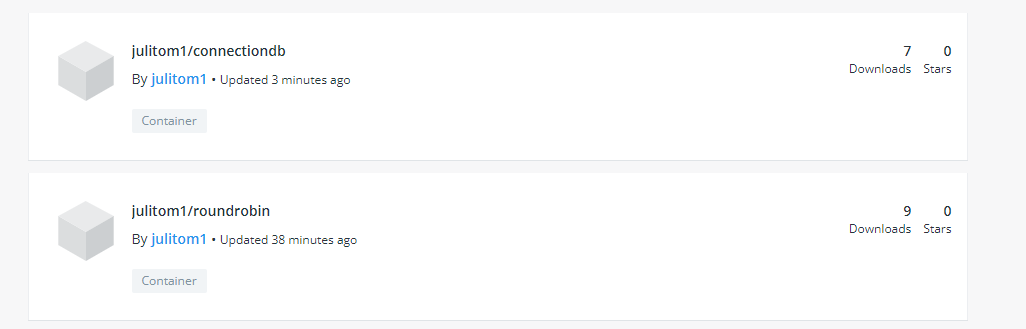 julitom1/connectiondb
7 0
By julitom1 • Updated 3 minutes ago
Downloads Stars
Container
julitom1/roundrobin
9 0
By julitom1 • Updated 38 minutes ago
Downloads Stars
Container